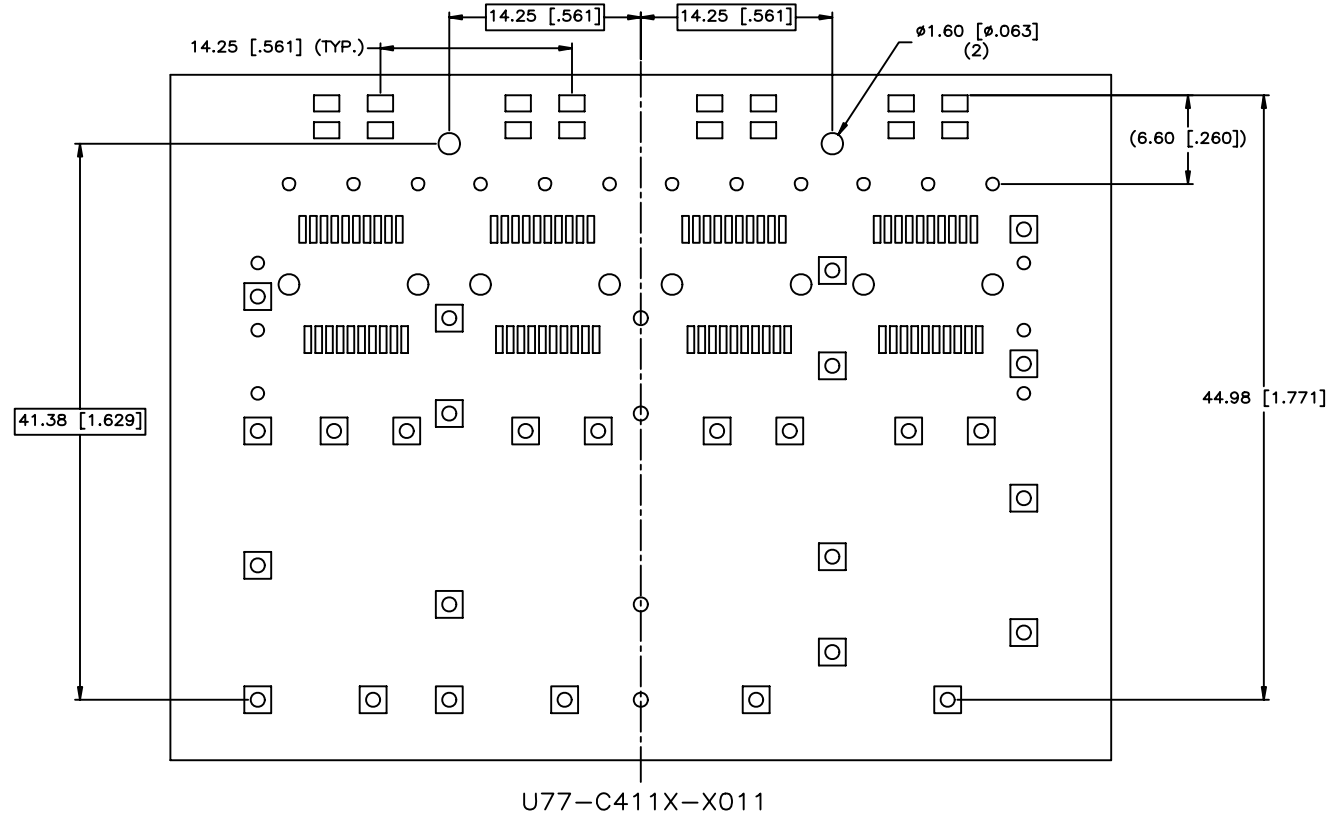 14.25 [.561]
14.25 [.561]
14.25 [.561] (TYP.)
ø1.60 [ø.063]
(2)
(6.60 [.260])
44.98 [1.771]
41.38 [1.629]
U77-C411X-X011